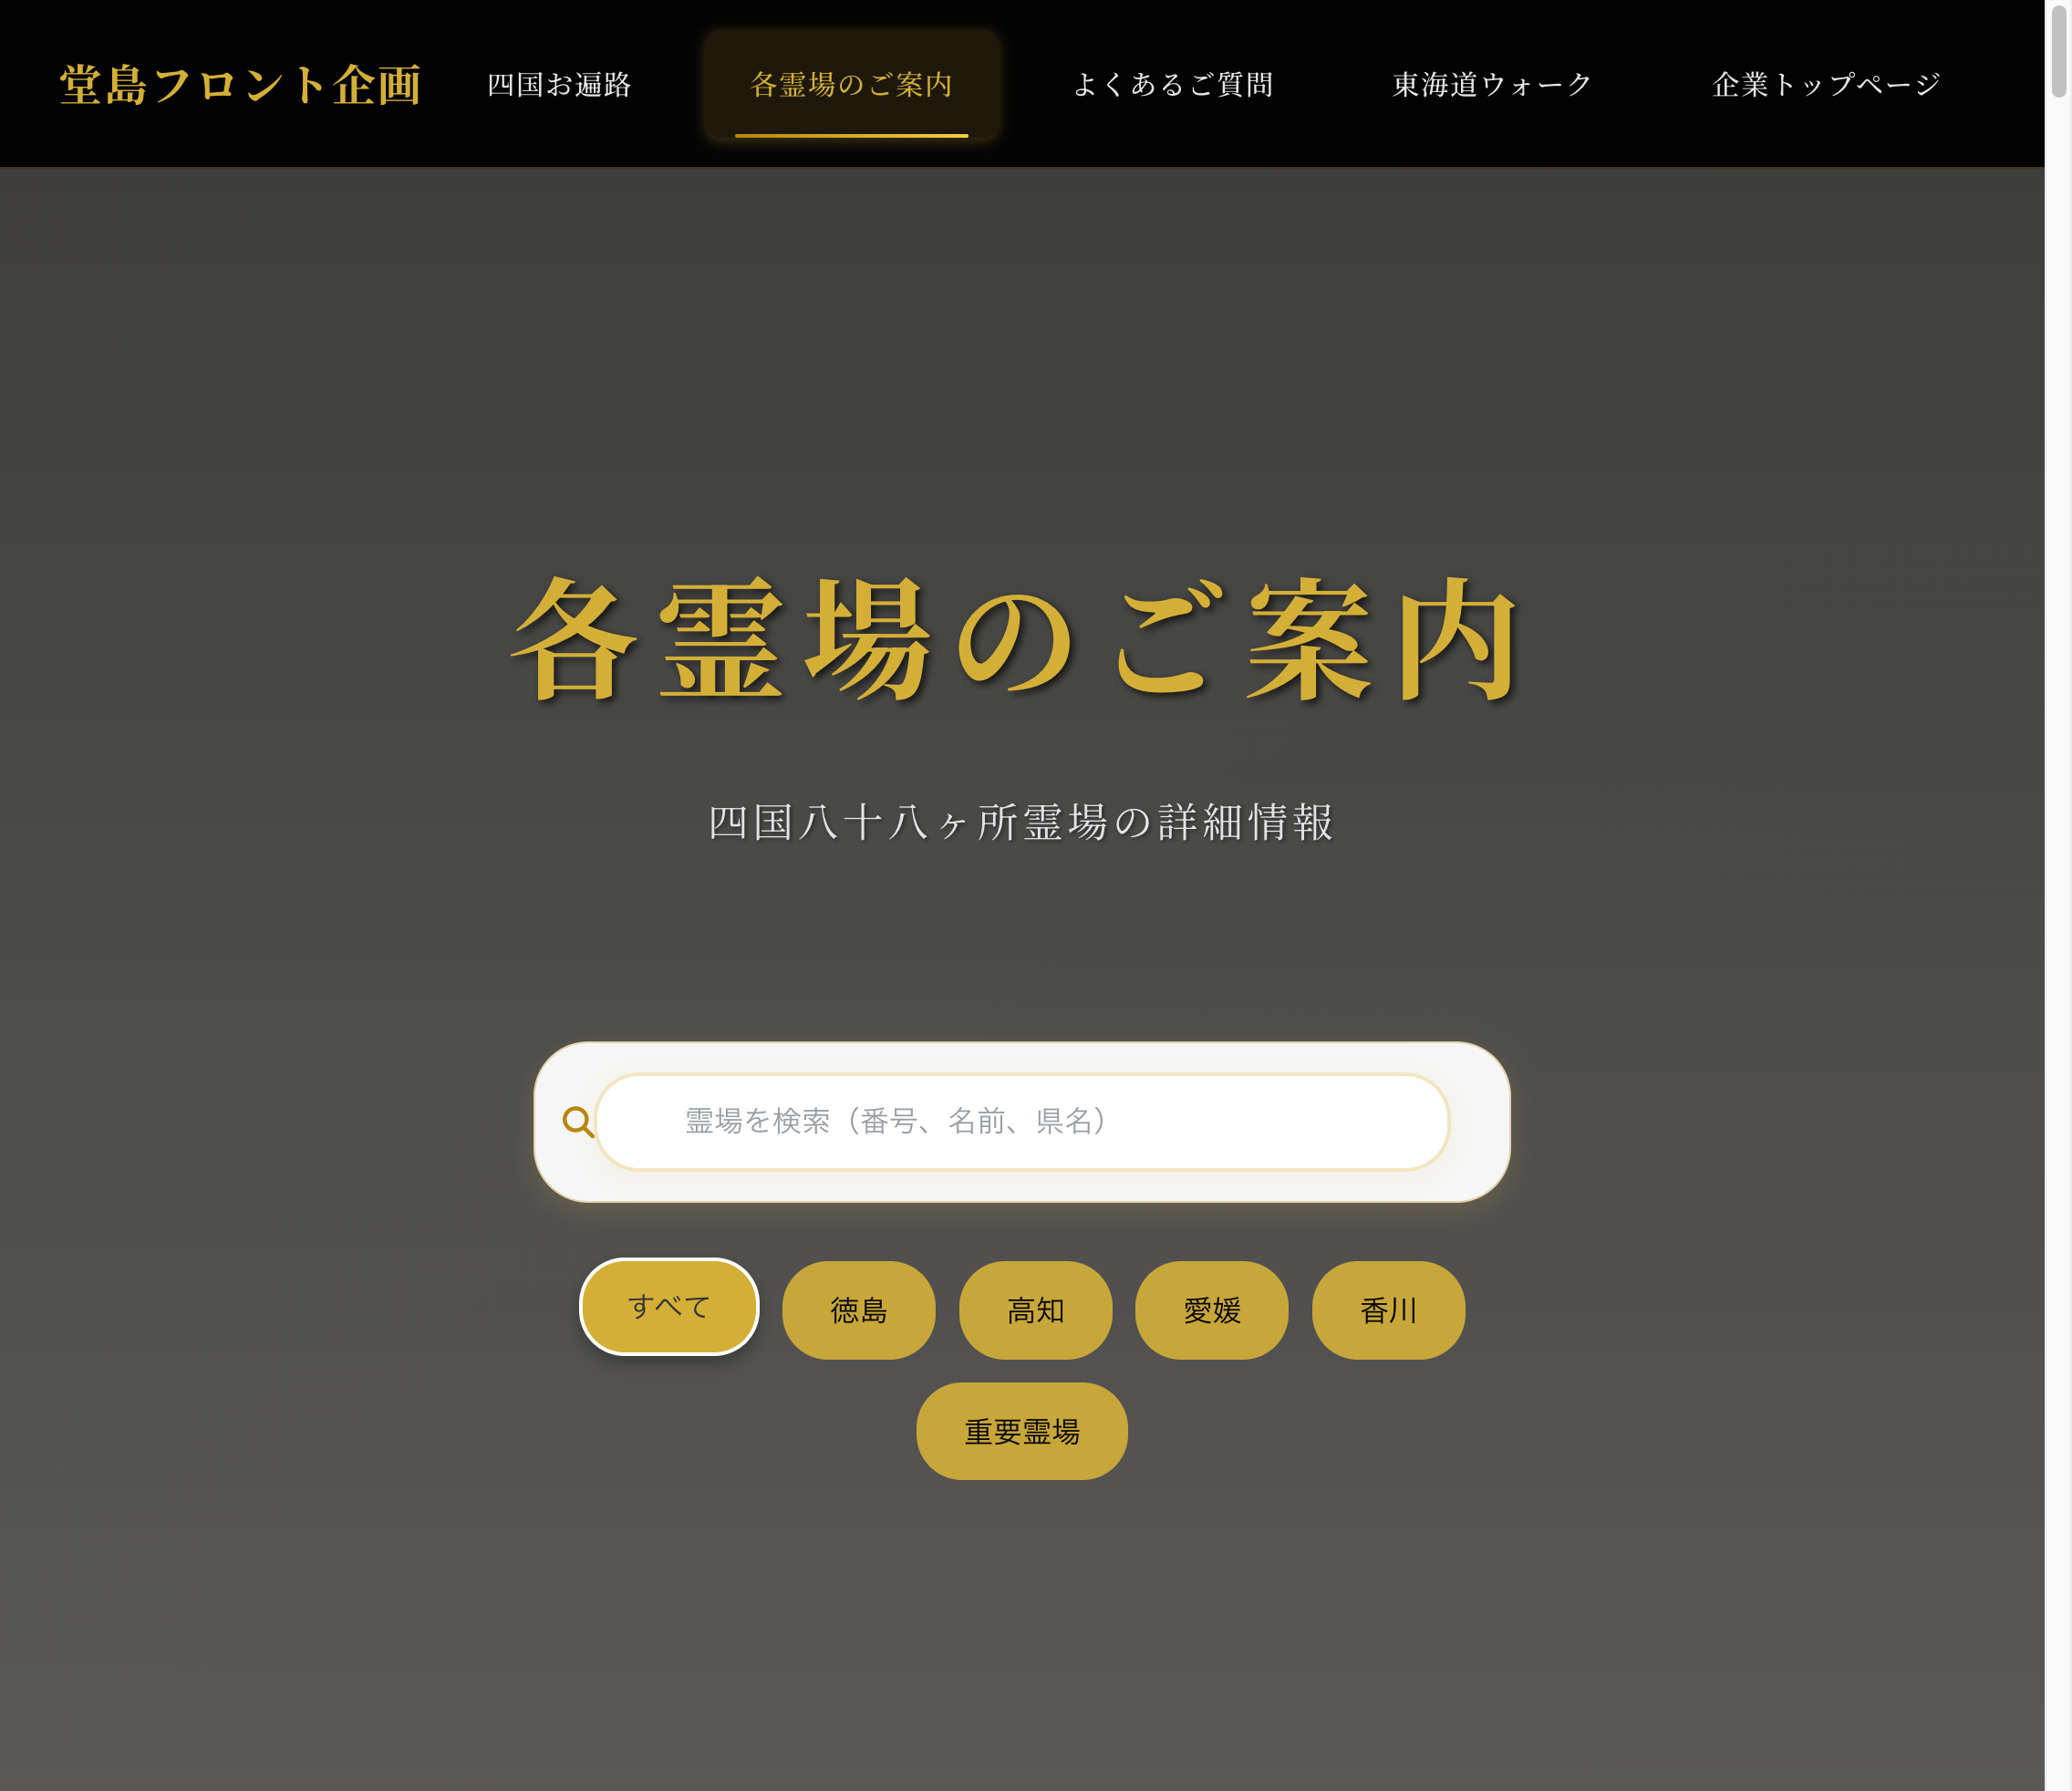 堂島フロント企画
四国お遍路
各霊場のご案内
よくあるご質問
東海道ウォーク
企業トップページ
各霊場のご案内
四国八十八ヶ所霊場の詳細情報
霊場を検索（番号、名前、県名）
すべて
徳島
高知
愛媛
香川
重要霊場